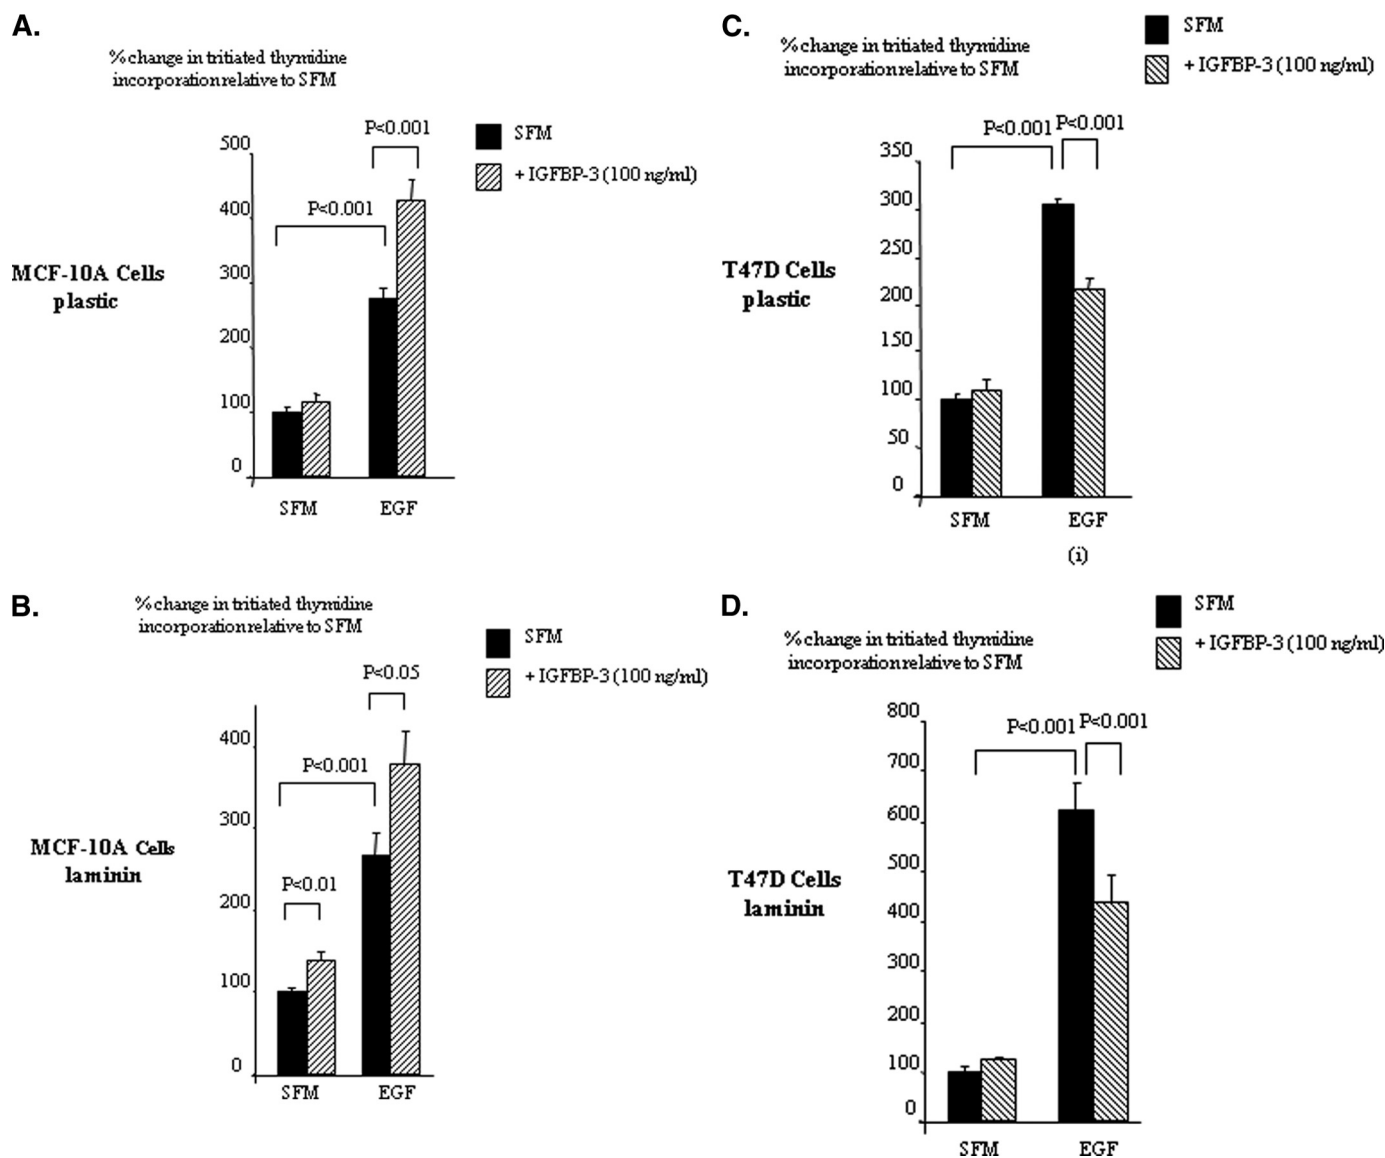 A.
% change in tritiated thymidine
incorporation relative to SFM
SFM
+ IGFBP-3 (100 ng/ml)
P<0.001
P<0.001
500
400
300
200
100
0
MCF-10A Cells
plastic
SFM
EGF
B.
% change in tritiated thymidine
incorporation relative to SFM
SFM
+ IGFBP-3 (100 ng/ml)
P<0.05
P<0.001
P<0.01
400
300
200
100
0
MCF-10A Cells
laminin
SFM
EGF
C.
% change in tritiated thymidine
incorporation relative to SFM
SFM
+ IGFBP-3 (100 ng/ml)
P<0.001
P<0.001
350
300
250
200
150
100
50
0
T47D Cells
plastic
SFM
EGF
(i)
D.
% change in tritiated thymidine
incorporation relative to SFM
SFM
+ IGFBP-3 (100 ng/ml)
P<0.001
P<0.001
800
700
600
500
400
300
200
100
0
T47D Cells
laminin
SFM
EGF